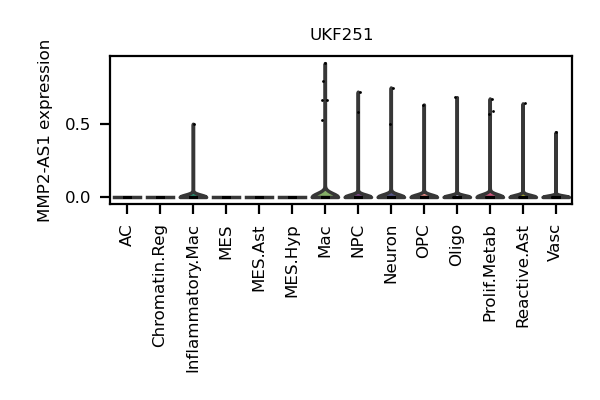 UKF251
MMP2-AS1 expression
0.5
0.0
AC
Chromatin.Reg
Inflammatory.Mac
MES
MES.Ast
MES.Hyp
Mac
NPC
Neuron
OPC
Oligo
Prolif.Metab
Reactive.Ast
Vasc